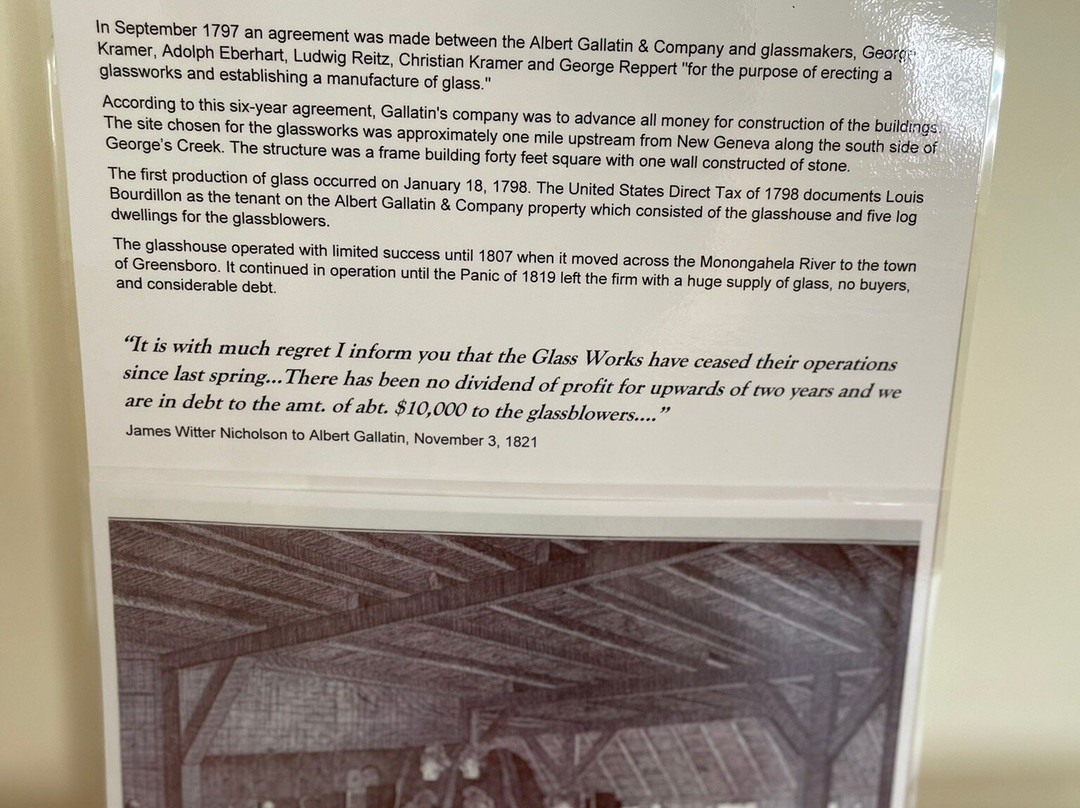 In September 1797 an agreement was made between the Albert Gallatin & Company and glassmakers, George
Kramer, Adolph Eberhart, Ludwig Reitz, Christian Kramer and George Reppert "for the purpose of erecting a
glassworks and establishing a manufacture of glass."
According to this six-year agreement, Gallatin's company was to advance all money for construction of the buildings.
The site chosen for the glassworks was approximately one mile upstream from New Geneva along the south side of
George's Creek. The structure was a frame building forty feet square with one wall constructed of stone.
The first production of glass occurred on January 18, 1798. The United States Direct Tax of 1798 documents Louis
Bourdillon as the tenant on the Albert Gallatin & Company property which consisted of the glasshouse and five log
dwellings for the glassblowers.
The glasshouse operated with limited success until 1807 when it moved across the Monongahela River to the town
of Greensboro. It continued in operation until the Panic of 1819 left the firm with a huge supply of glass, no buyers,
and considerable debt.
“It is with much regret I inform you that the Glass Works have ceased their operations
since last spring...There has been no dividend of profit for upwards of two years and we
are in debt to the amt. of abt. $10,000 to the glassblowers....”
James Witter Nicholson to Albert Gallatin, November 3, 1821